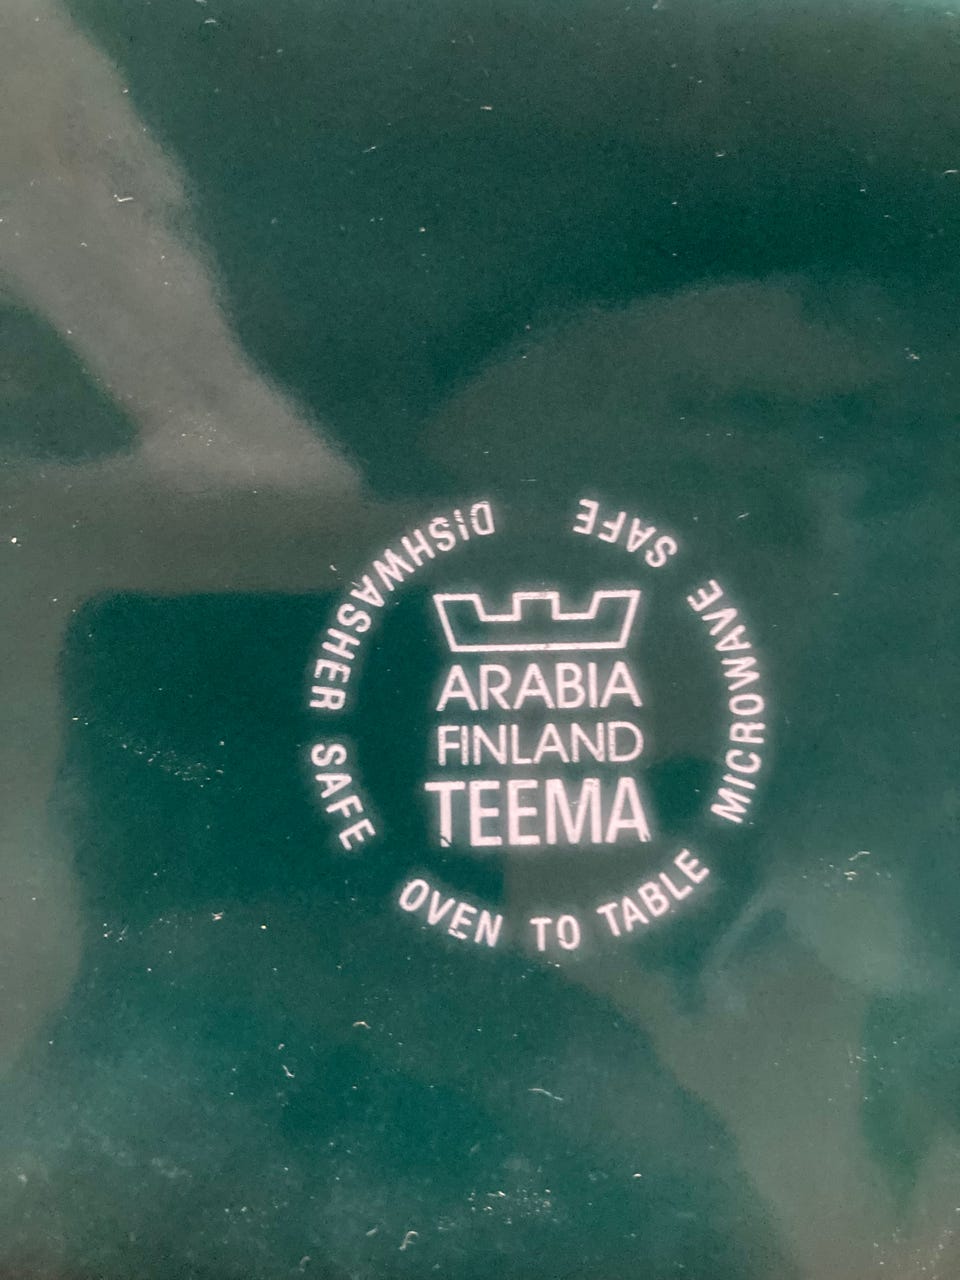 ARABIA
FINLAND
TEEMA
DISHWASHER SAFE
OVEN TO TABLE
MICROWAVE SAFE